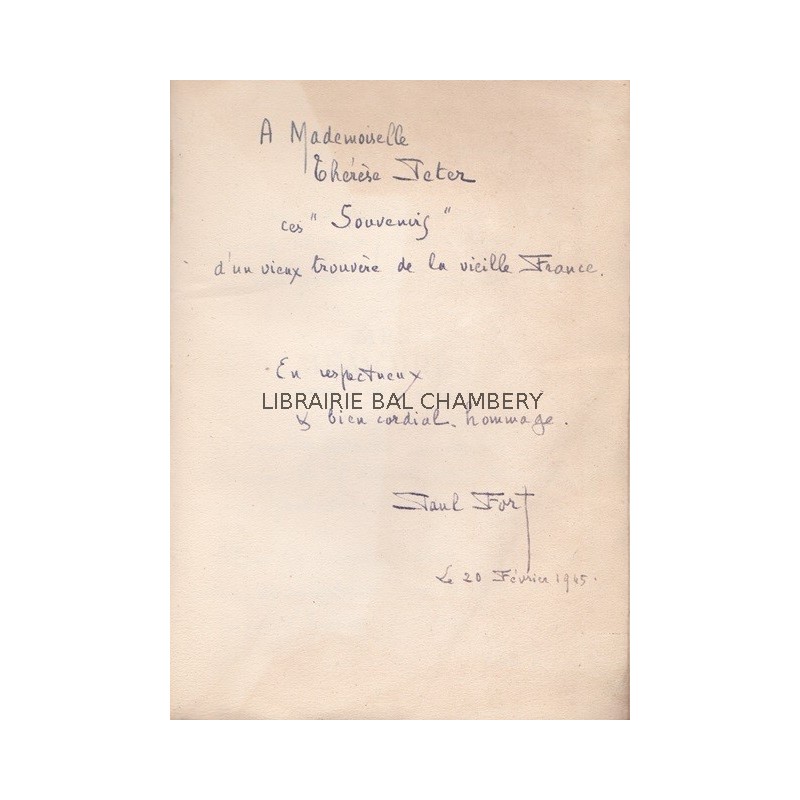 A Mademoiselle
Thérèse Peter
ces "Souvenirs"
d'un vieux trouvère de la vieille France.
En respectueux
LIBRAIRIE BAL CHAMBERY
& bien cordial hommage.
Paul Fort
Le 20 Février 1945.